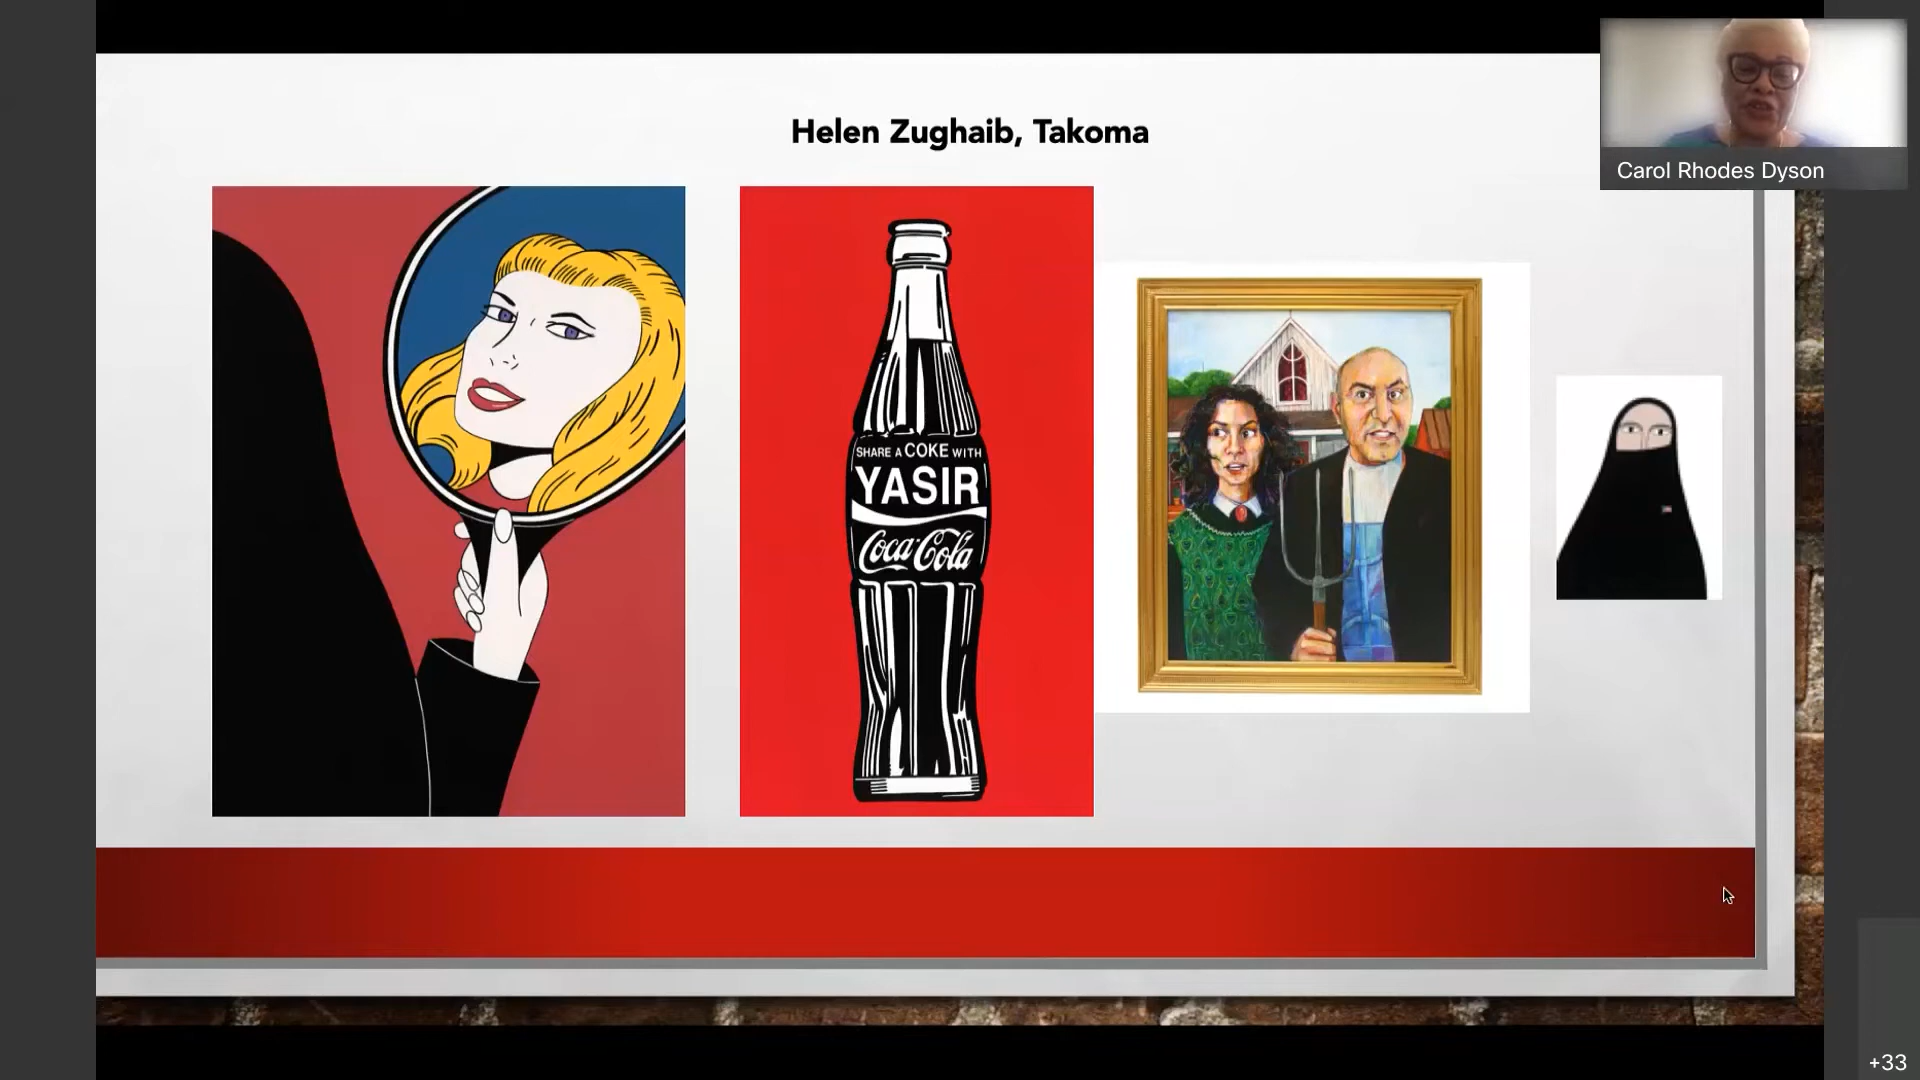 Helen Zughaib, Takoma
Carol Rhodes Dyson
SHARE A COKE WITH
YASIR
Coca-Cola
+33